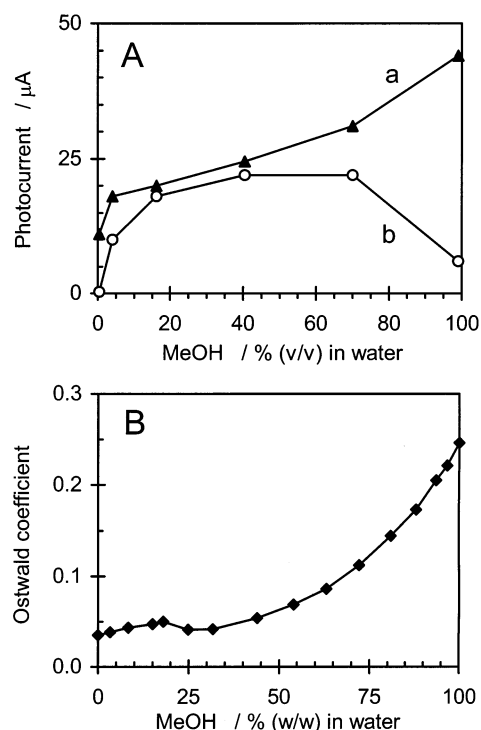 50
A
a
25
b
0
0 20 40 60 80 100
Photocurrent / μA
MeOH / % (v/v) in water
0.3
B
0.2
0.1
0.0
0 25 50 75 100
Ostwald coefficient
MeOH / % (w/w) in water